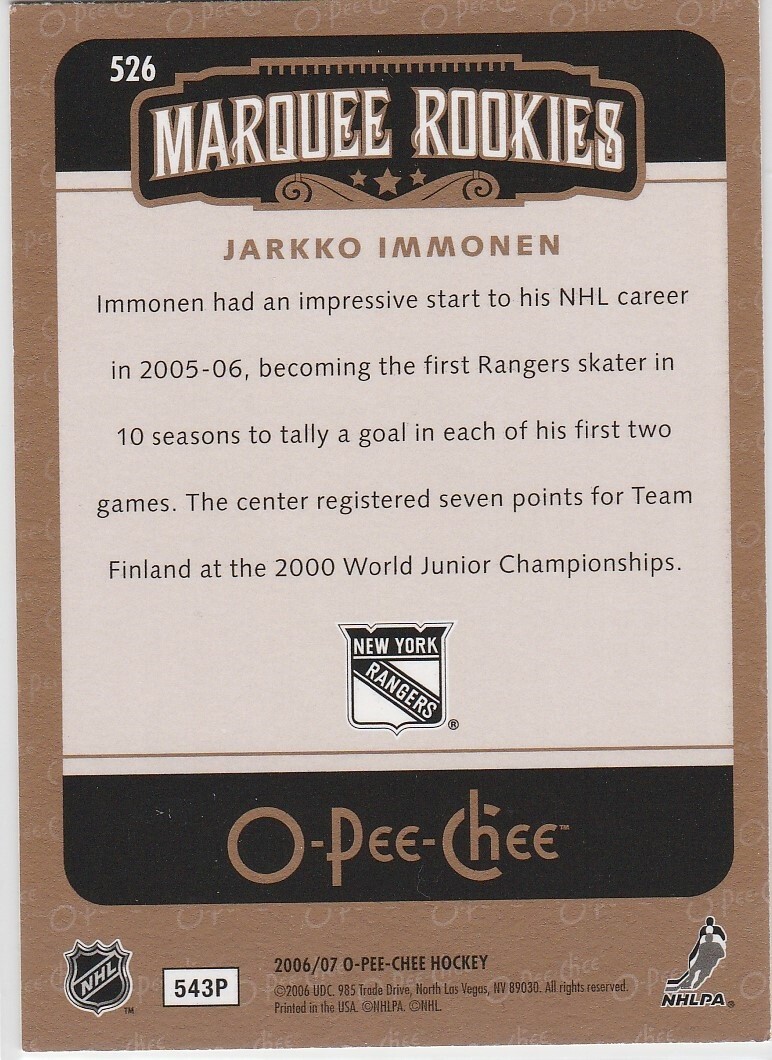 526
MARQUEE ROOKIES
JARKKO IMMONEN
Immonen had an impressive start to his NHL career
in 2005-06, becoming the first Rangers skater in
10 seasons to tally a goal in each of his first two
games. The center registered seven points for Team
Finland at the 2000 World Junior Championships.
NEW YORK
RANGERS
®
O-Pee-Chee™
NHL
™
543P
2006/07 O-PEE-CHEE HOCKEY
©2006 UDC. 985 Trade Drive, North Las Vegas, NV 89030. All rights reserved.
Printed in the USA. ©NHLPA. ©NHL.
NHLPA®